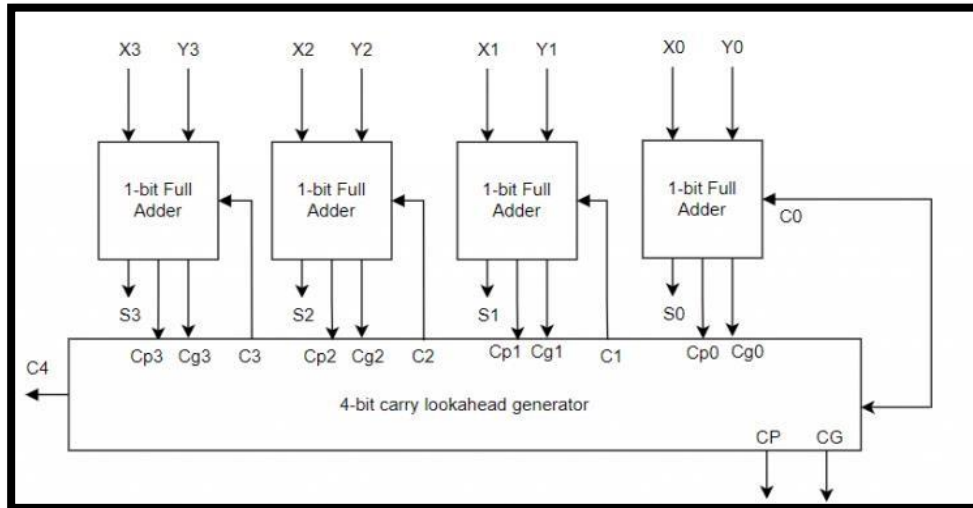 X3 Y3 X2 Y2 X1 Y1 X0 Y0
1-bit Full
Adder
1-bit Full
Adder
1-bit Full
Adder
1-bit Full
Adder
C0
S3 S2 S1 S0
Cp3 Cg3 C3 Cp2 Cg2 C2 Cp1 Cg1 C1 Cp0 Cg0
C4
4-bit carry lookahead generator
CP CG